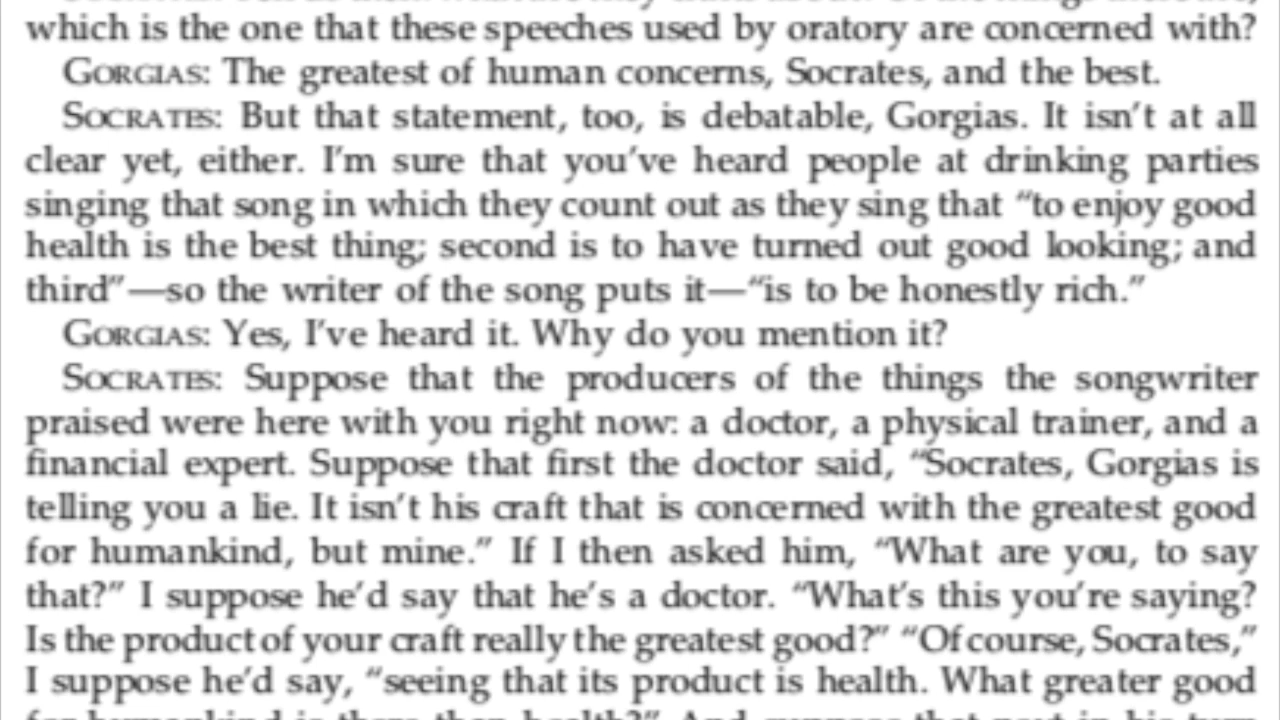 which is the one that these speeches used by oratory are concerned with?
GORGIAS: The greatest of human concerns, Socrates, and the best.
SOCRATES: But that statement, too, is debatable, Gorgias. It isn’t at all
clear yet, either. I’m sure that you’ve heard people at drinking parties
singing that song in which they count out as they sing that “to enjoy good
health is the best thing; second is to have turned out good looking; and
third”—so the writer of the song puts it—“is to be honestly rich.”
GORGIAS: Yes, I’ve heard it. Why do you mention it?
SOCRATES: Suppose that the producers of the things the songwriter
praised were here with you right now: a doctor, a physical trainer, and a
financial expert. Suppose that first the doctor said, “Socrates, Gorgias is
telling you a lie. It isn’t his craft that is concerned with the greatest good
for humankind, but mine.” If I then asked him, “What are you, to say
that?” I suppose he’d say that he’s a doctor. “What’s this you’re saying?
Is the product of your craft really the greatest good?” “Of course, Socrates,”
I suppose he’d say, “seeing that its product is health. What greater good